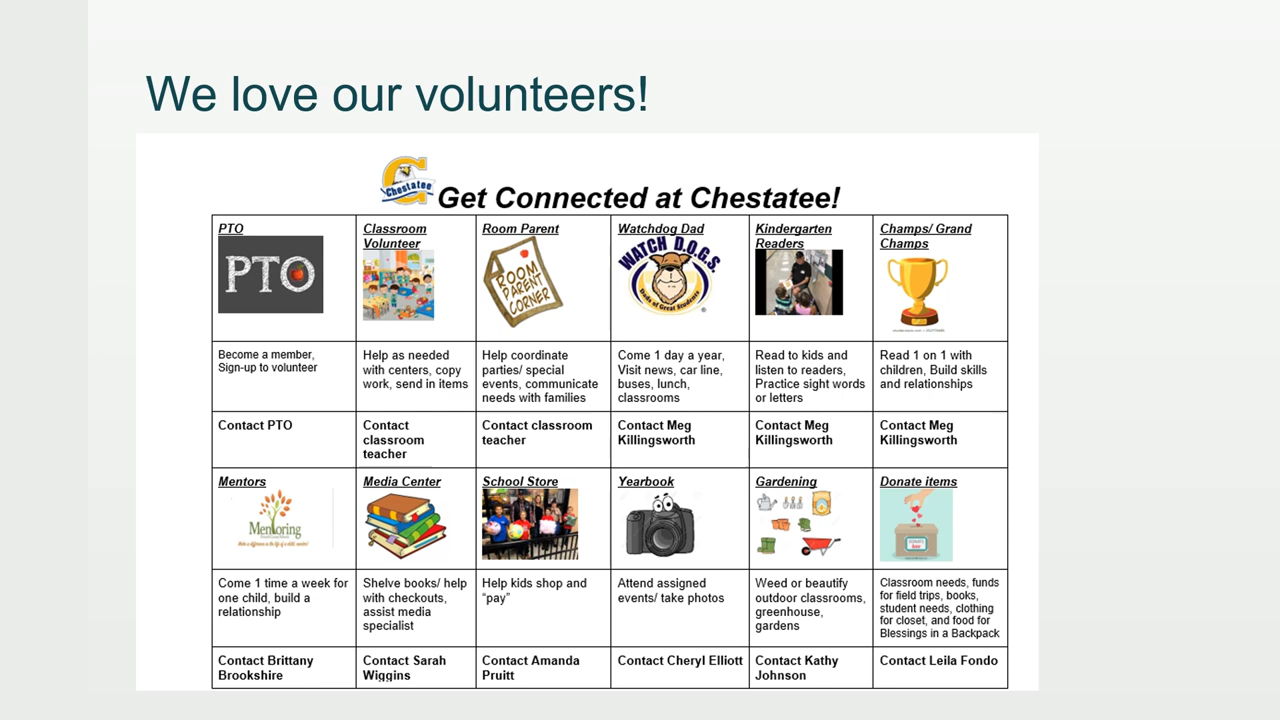 We love our volunteers!
Chestatee
Get Connected at Chestatee!
PTO
PTO
Classroom
Volunteer
Room Parent
ROOM
PARENT
CORNER
Watchdog Dad
WATCH D.O.G.S.
Dads of Great Students
®
Kindergarten
Readers
Champs/ Grand
Champs
Become a member,
Sign-up to volunteer
Help as needed
with centers, copy
work, send in items
Help coordinate
parties/ special
events, communicate
needs with families
Come 1 day a year,
Visit news, car line,
buses, lunch,
classrooms
Read to kids and
listen to readers,
Practice sight words
or letters
Read 1 on 1 with
children, Build skills
and relationships
Contact PTO
Contact
classroom
teacher
Contact classroom
teacher
Contact Meg
Killingsworth
Contact Meg
Killingsworth
Contact Meg
Killingsworth
Mentors
Mentoring
Media Center
School Store
Yearbook
Gardening
Donate items
Come 1 time a week for
one child, build a
relationship
Shelve books/ help
with checkouts,
assist media
specialist
Help kids shop and
“pay”
Attend assigned
events/ take photos
Weed or beautify
outdoor classrooms,
greenhouse,
gardens
Classroom needs, funds
for field trips, books,
student needs, clothing
for closet, and food for
Blessings in a Backpack
Contact Brittany
Brookshire
Contact Sarah
Wiggins
Contact Amanda
Pruitt
Contact Cheryl Elliott
Contact Kathy
Johnson
Contact Leila Fondo